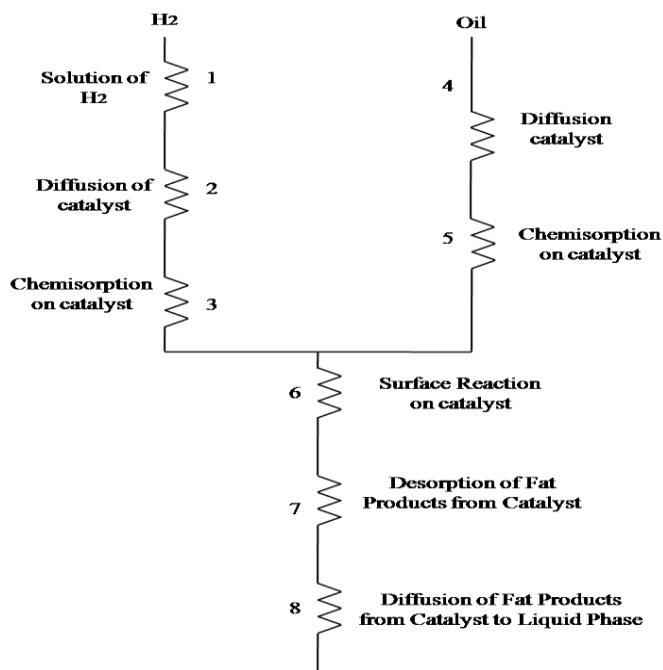 H2
Oil
Solution of
H2
1
4
Diffusion
catalyst
Diffusion of
catalyst
2
5
Chemisorption
on catalyst
Chemisorption
on catalyst
3
6
Surface Reaction
on catalyst
7
Desorption of Fat
Products from Catalyst
8
Diffusion of Fat Products
from Catalyst to Liquid Phase